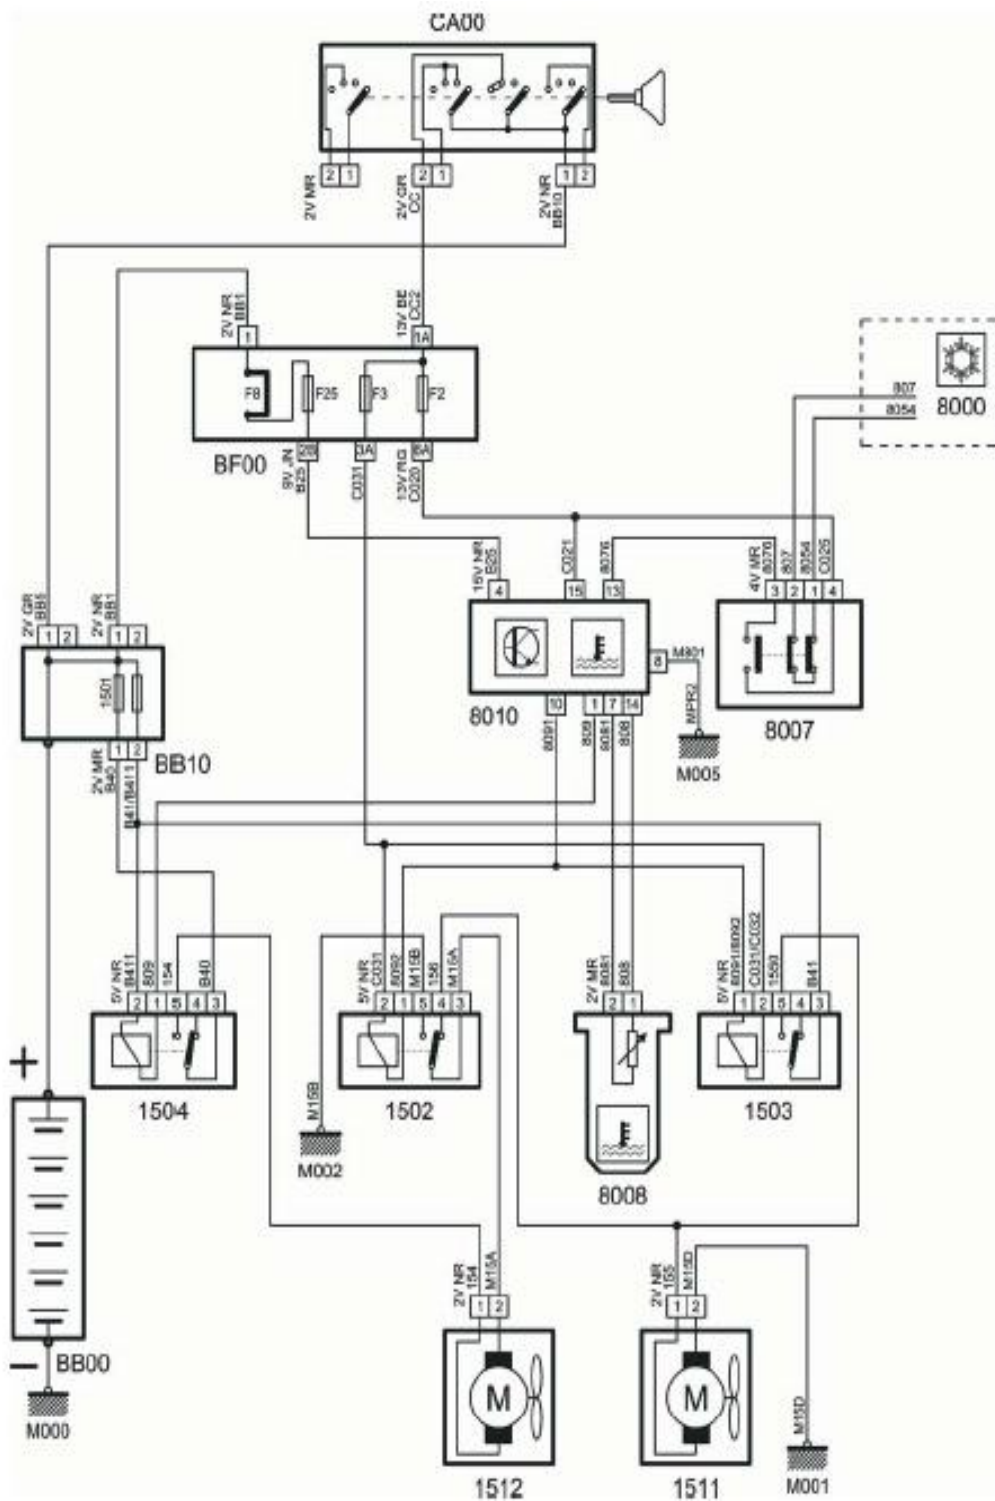 CA00
2 1
2 1
1 2
2V MR
2V GR
CC
2V NR
BB10
2V NR
BB1
13V BE
CC2
1
1A
F8
F25
F3
F2
BF00
5B
3A
8A
9V JN
B25
C031
13V RG
C020
807
8054
8000
15V NR
B25
C021
8076
4V MR
8076
807
8054
C025
4
15
13
3 2 1 4
2V GR
BB5
2V NR
BB1
1 2
1 2
1501
8
M801
MPR2
M005
8010
8007
10
1 7 14
8091
809
8081
808
1 2
BB10
2V MR
B40
B41/B411
5V NR
B411
809
154
B40
2 1 5 4 3
1504
5V NR
C031
8092
M15B
156
M15A
2 1 5 4 3
1502
2V MR
8081
808
2 1
8008
5V NR
8091/8092
C031/C032
1550
B41
1 2 5 4 3
1503
M15B
M002
+
−
BB00
M000
2V NR
154
M15A
1 2
M
1512
2V NR
155
M15D
1 2
M
1511
M15D
M001